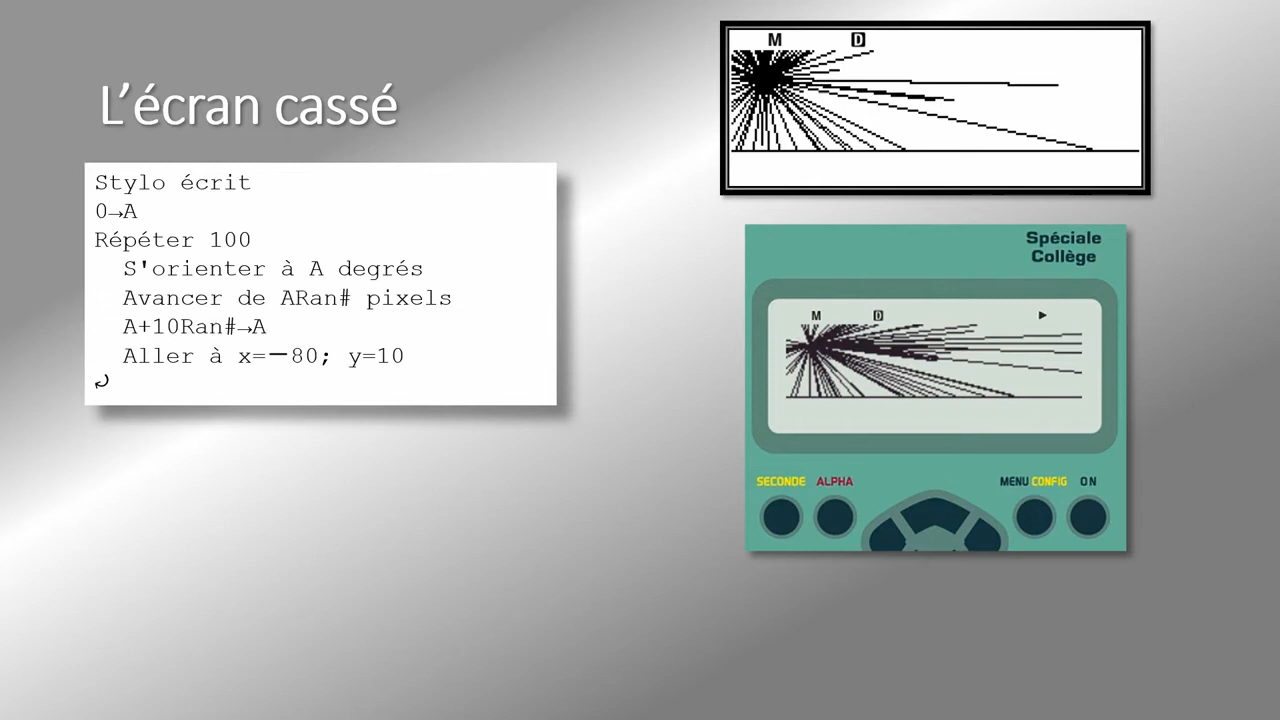 L'écran cassé
Stylo écrit
0→A
Répéter 100
S'orienter à A degrés
Avancer de ARan# pixels
A+10Ran#→A
Aller à x=−80; y=10
⤶
M D
Spéciale
Collège
M D ▶
SECONDE ALPHA MENU CONFIG ON